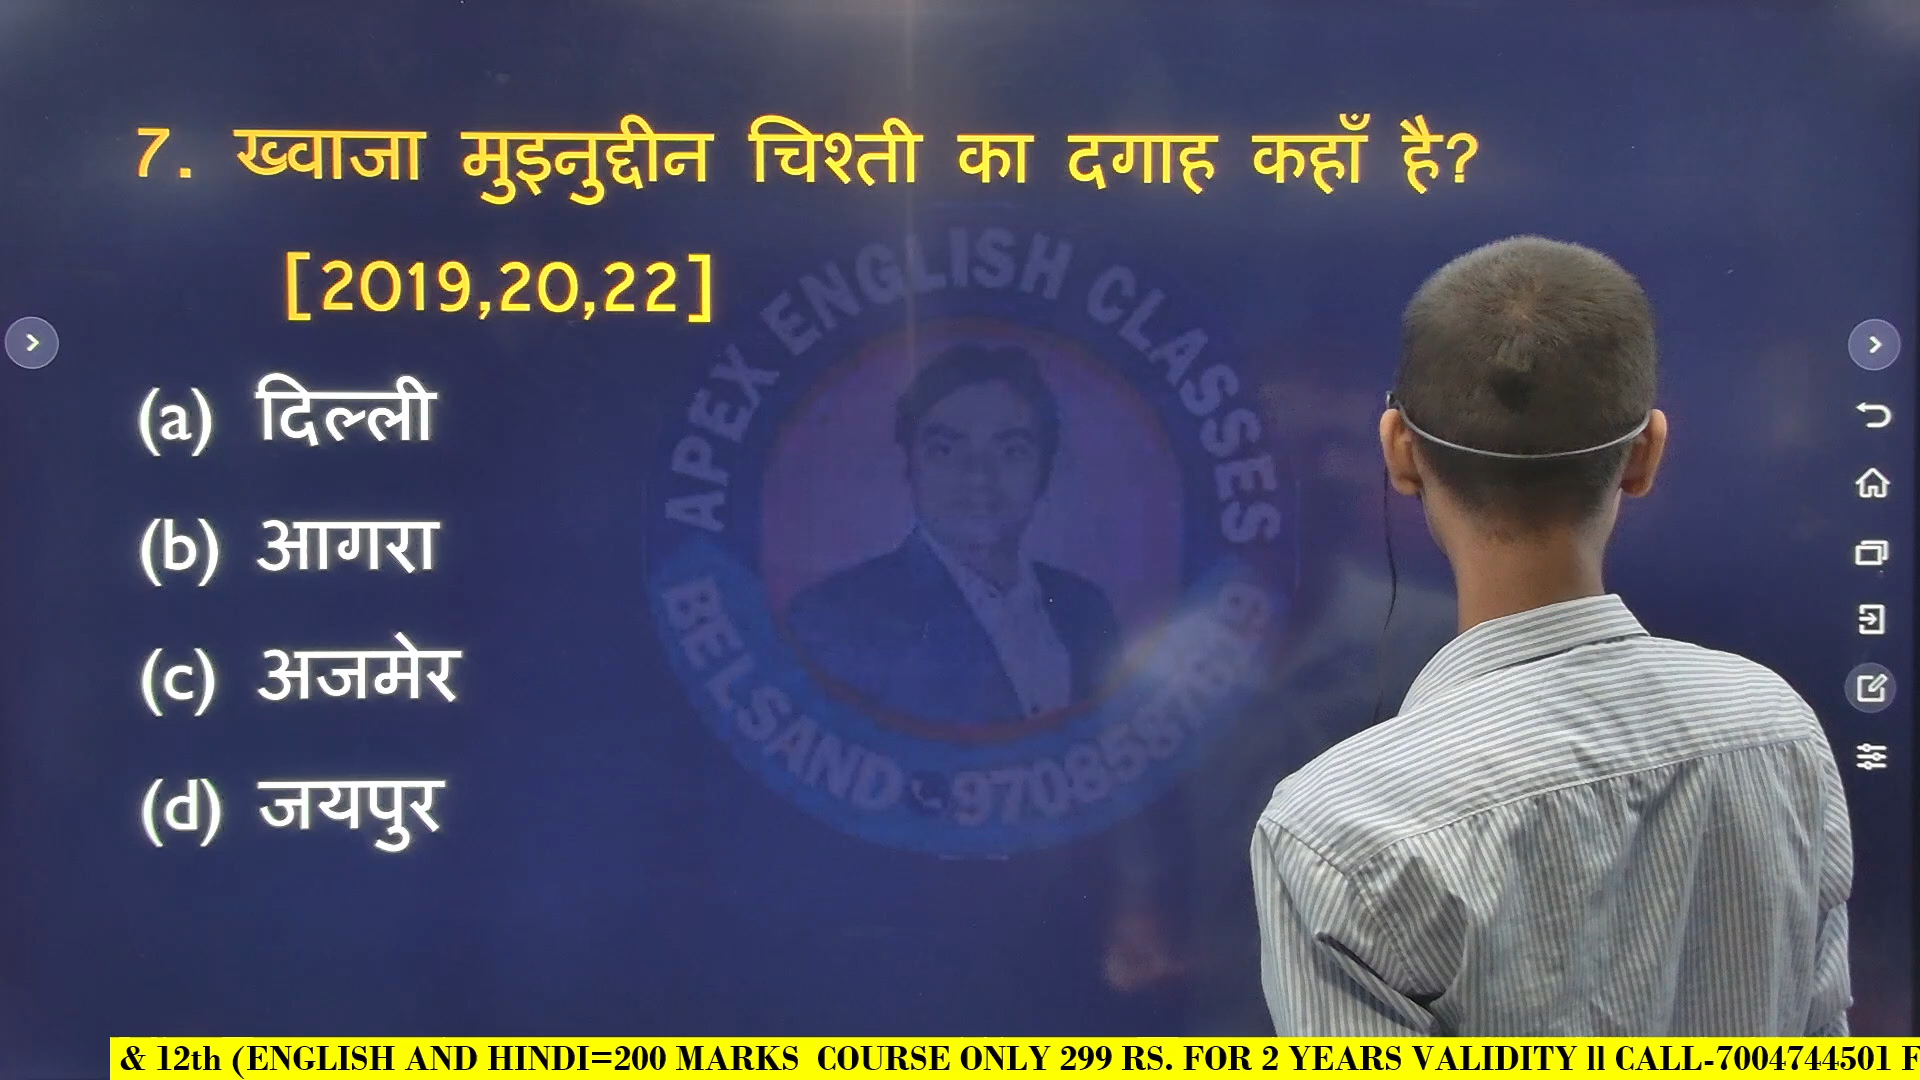 7. ख्वाजा मुइनुद्दीन चिश्ती का दगाह कहाँ है?
[2019,20,22]
(a) दिल्ली
(b) आगरा
(c) अजमेर
(d) जयपुर
APEX ENGLISH CLASSES
BELSAND
& 12th (ENGLISH AND HINDI=200 MARKS COURSE ONLY 299 RS. FOR 2 YEARS VALIDITY ll CALL-7004744501 F